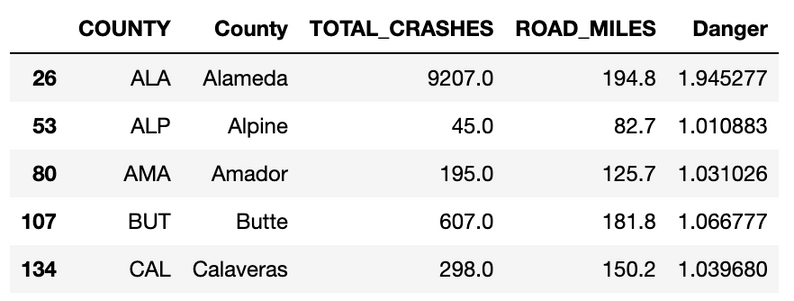 COUNTY County TOTAL_CRASHES ROAD_MILES Danger
26 ALA Alameda 9207.0 194.8 1.945277
53 ALP Alpine 45.0 82.7 1.010883
80 AMA Amador 195.0 125.7 1.031026
107 BUT Butte 607.0 181.8 1.066777
134 CAL Calaveras 298.0 150.2 1.039680